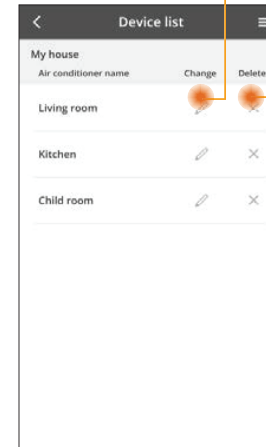 Device list
My house
Air conditioner name Change Delete
Living room
Kitchen
Child room